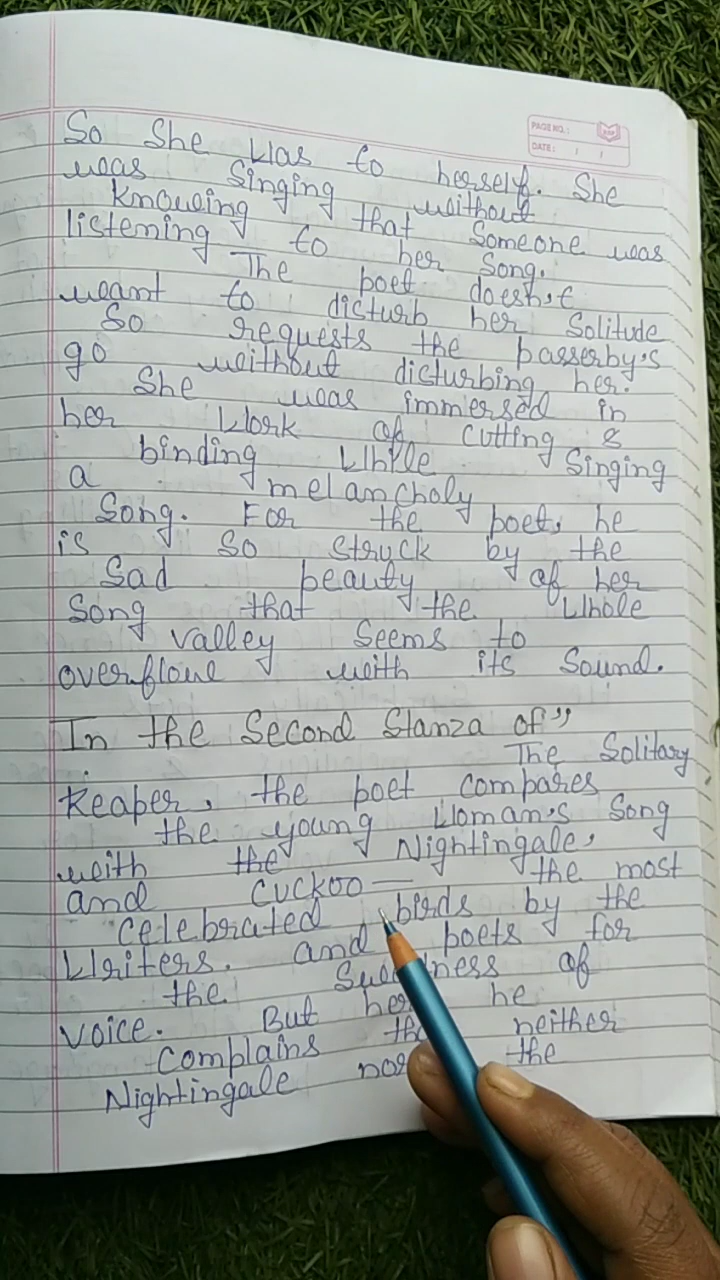 PAGE NO.:
DATE: / /
So She was to herself. She
was Singing without
knowing that Someone was
listening to her Song.
The poet doesn't
want to disturb her Solitude
So requests the passerby's
go without disturbing her.
She was immersed in
her work of cutting &
binding while Singing
a melancholy
Song. For the poet, he
is So struck by the
Sad beauty of her
Song that the whole
valley Seems to
overflow with its Sound.
In the Second Stanza of"
The Solitary
Reaper, the poet compares
the young woman's Song
with the Nightingale,
and Cuckoo — the most
celebrated birds by the
Writers. and poets for
the of
voice. But he
Complains neither
Nightingale nor the